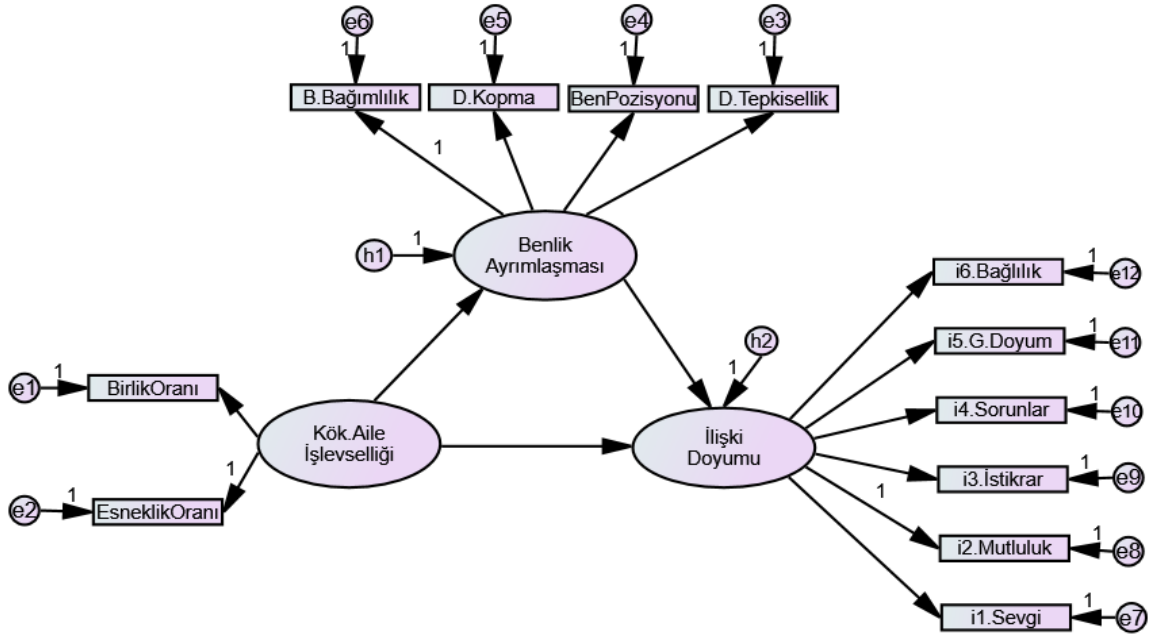 e6
e5
e4
e3
1
1
1
1
B.Bağımlılık
D.Kopma
BenPozisyonu
D.Tepkisellik
1
h1
1
Benlik
Ayrımlaşması
i6.Bağlılık
1
e12
h2
1
i5.G.Doyum
1
e11
e1
1
BirlikOranı
i4.Sorunlar
1
e10
Kök.Aile
İşlevselliği
İlişki
Doyumu
1
i3.İstikrar
1
e9
e2
1
EsneklikOranı
1
i2.Mutluluk
1
e8
i1.Sevgi
1
e7